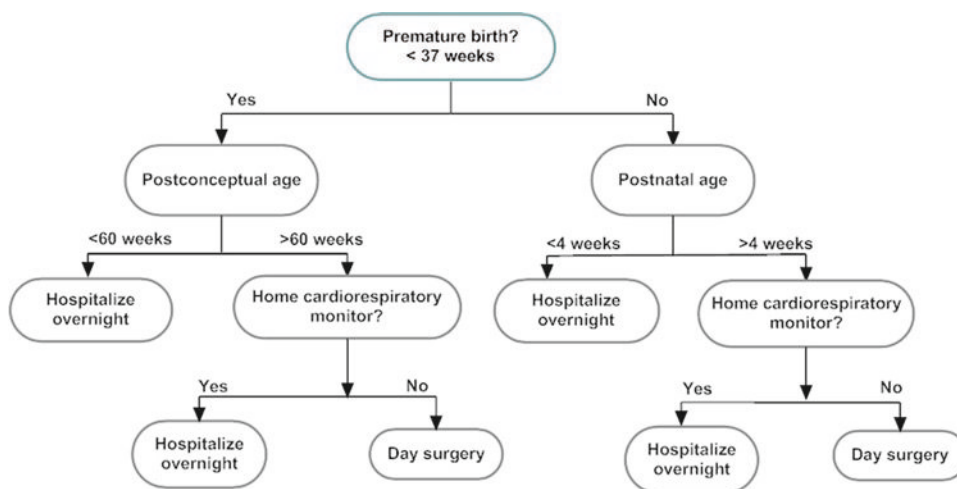 Premature birth?
< 37 weeks
Yes
No
Postconceptual age
Postnatal age
<60 weeks
>60 weeks
<4 weeks
>4 weeks
Hospitalize
overnight
Home cardiorespiratory
monitor?
Hospitalize
overnight
Home cardiorespiratory
monitor?
Yes
No
Yes
No
Hospitalize
overnight
Day surgery
Hospitalize
overnight
Day surgery